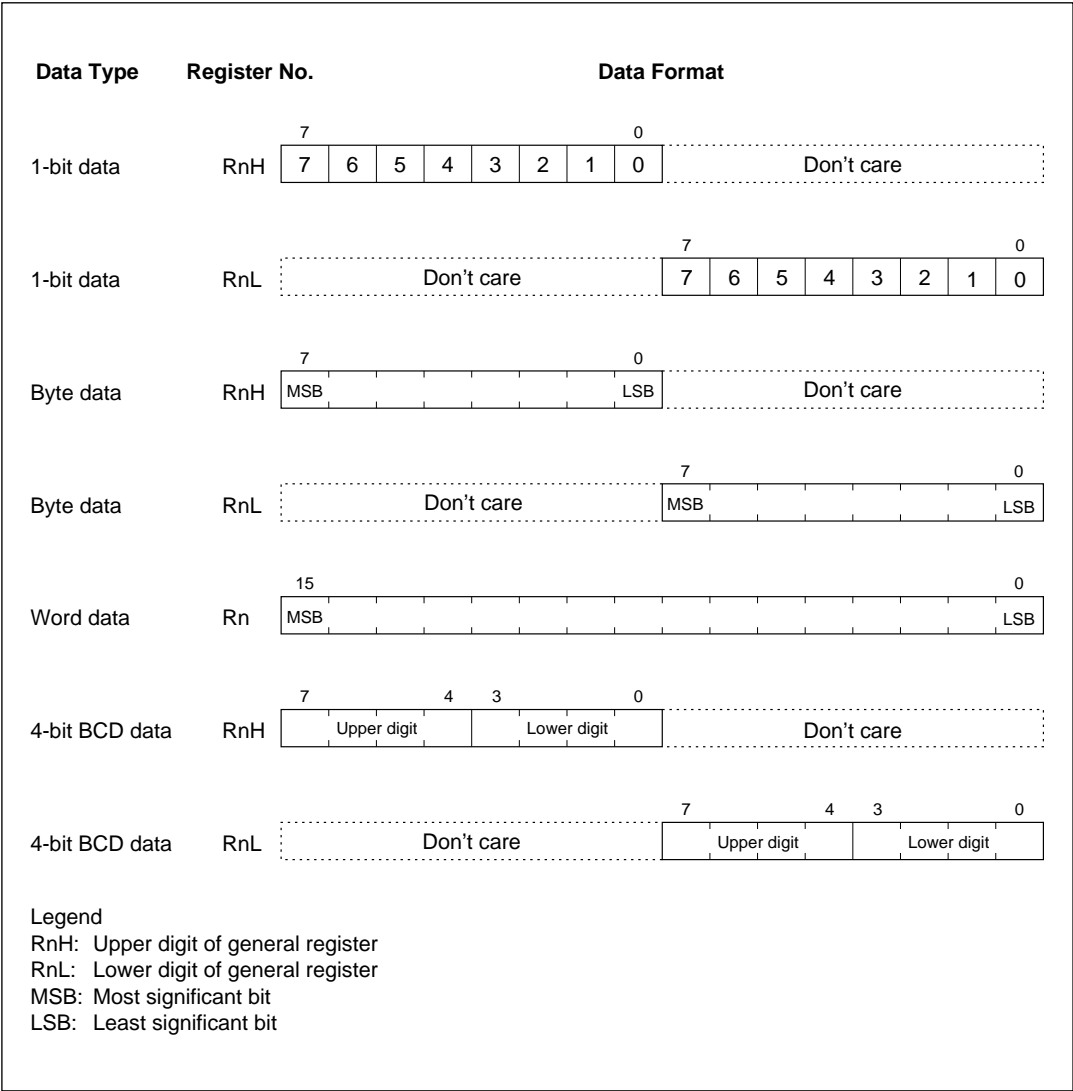 Data Type Register No. Data Format
7 0
1-bit data RnH 7 6 5 4 3 2 1 0 Don't care
7 0
1-bit data RnL Don't care 7 6 5 4 3 2 1 0
7 0
Byte data RnH MSB LSB Don't care
7 0
Byte data RnL Don't care MSB LSB
15 0
Word data Rn MSB LSB
7 4 3 0
4-bit BCD data RnH Upper digit Lower digit Don't care
7 4 3 0
4-bit BCD data RnL Don't care Upper digit Lower digit
Legend
RnH: Upper digit of general register
RnL: Lower digit of general register
MSB: Most significant bit
LSB: Least significant bit